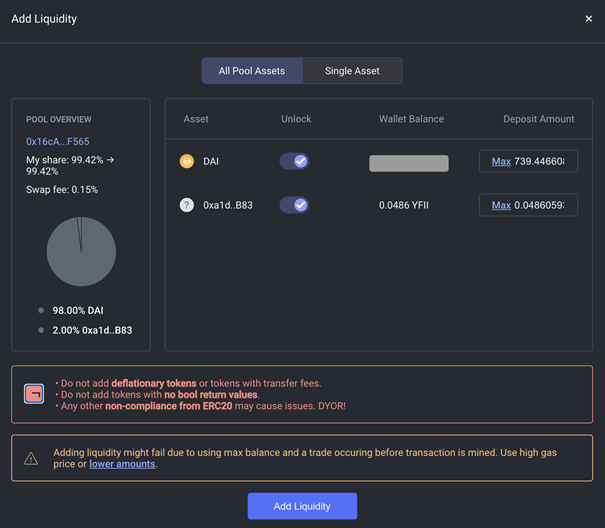 Add Liquidity
×
All Pool Assets
Single Asset
POOL OVERVIEW
0x16cA...F565
My share: 99.42% →
99.42%
Swap fee: 0.15%
98.00% DAI
2.00% 0xa1d..B83
Asset Unlock Wallet Balance Deposit Amount
DAI Max 739.44660
? 0xa1d..B83 0.0486 YFII Max 0.0486059
• Do not add deflationary tokens or tokens with transfer fees.
• Do not add tokens with no bool return values.
• Any other non-compliance from ERC20 may cause issues. DYOR!
Adding liquidity might fail due to using max balance and a trade occuring before transaction is mined. Use high gas
price or lower amounts.
Add Liquidity